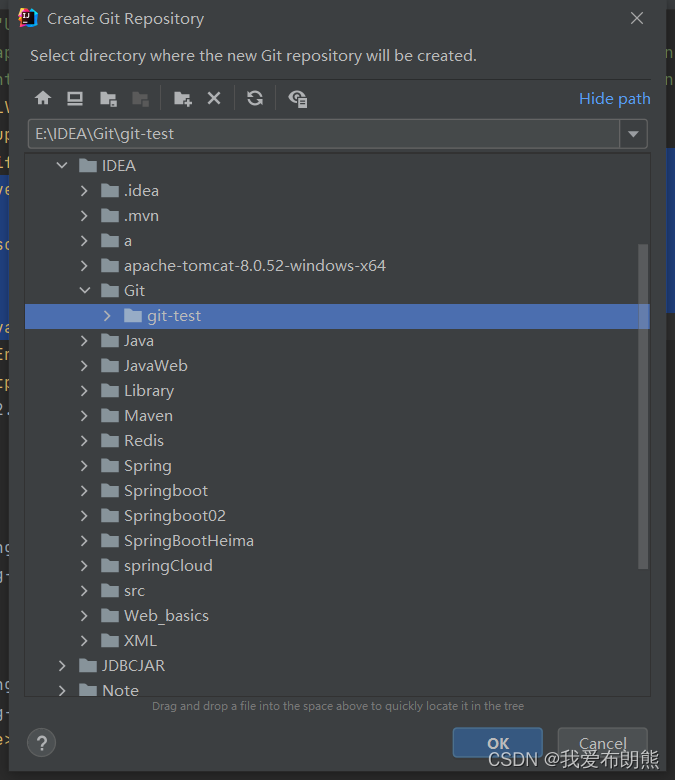 Create Git Repository
Select directory where the new Git repository will be created.
Hide path
E:\IDEA\Git\git-test
IDEA
.idea
.mvn
a
apache-tomcat-8.0.52-windows-x64
Git
git-test
Java
JavaWeb
Library
Maven
Redis
Spring
Springboot
Springboot02
SpringBootHeima
springCloud
src
Web_basics
XML
JDBCJAR
Note
Drag and drop a file into the space above to quickly locate it in the tree
?
OK
Cancel
CSDN @我爱布朗熊